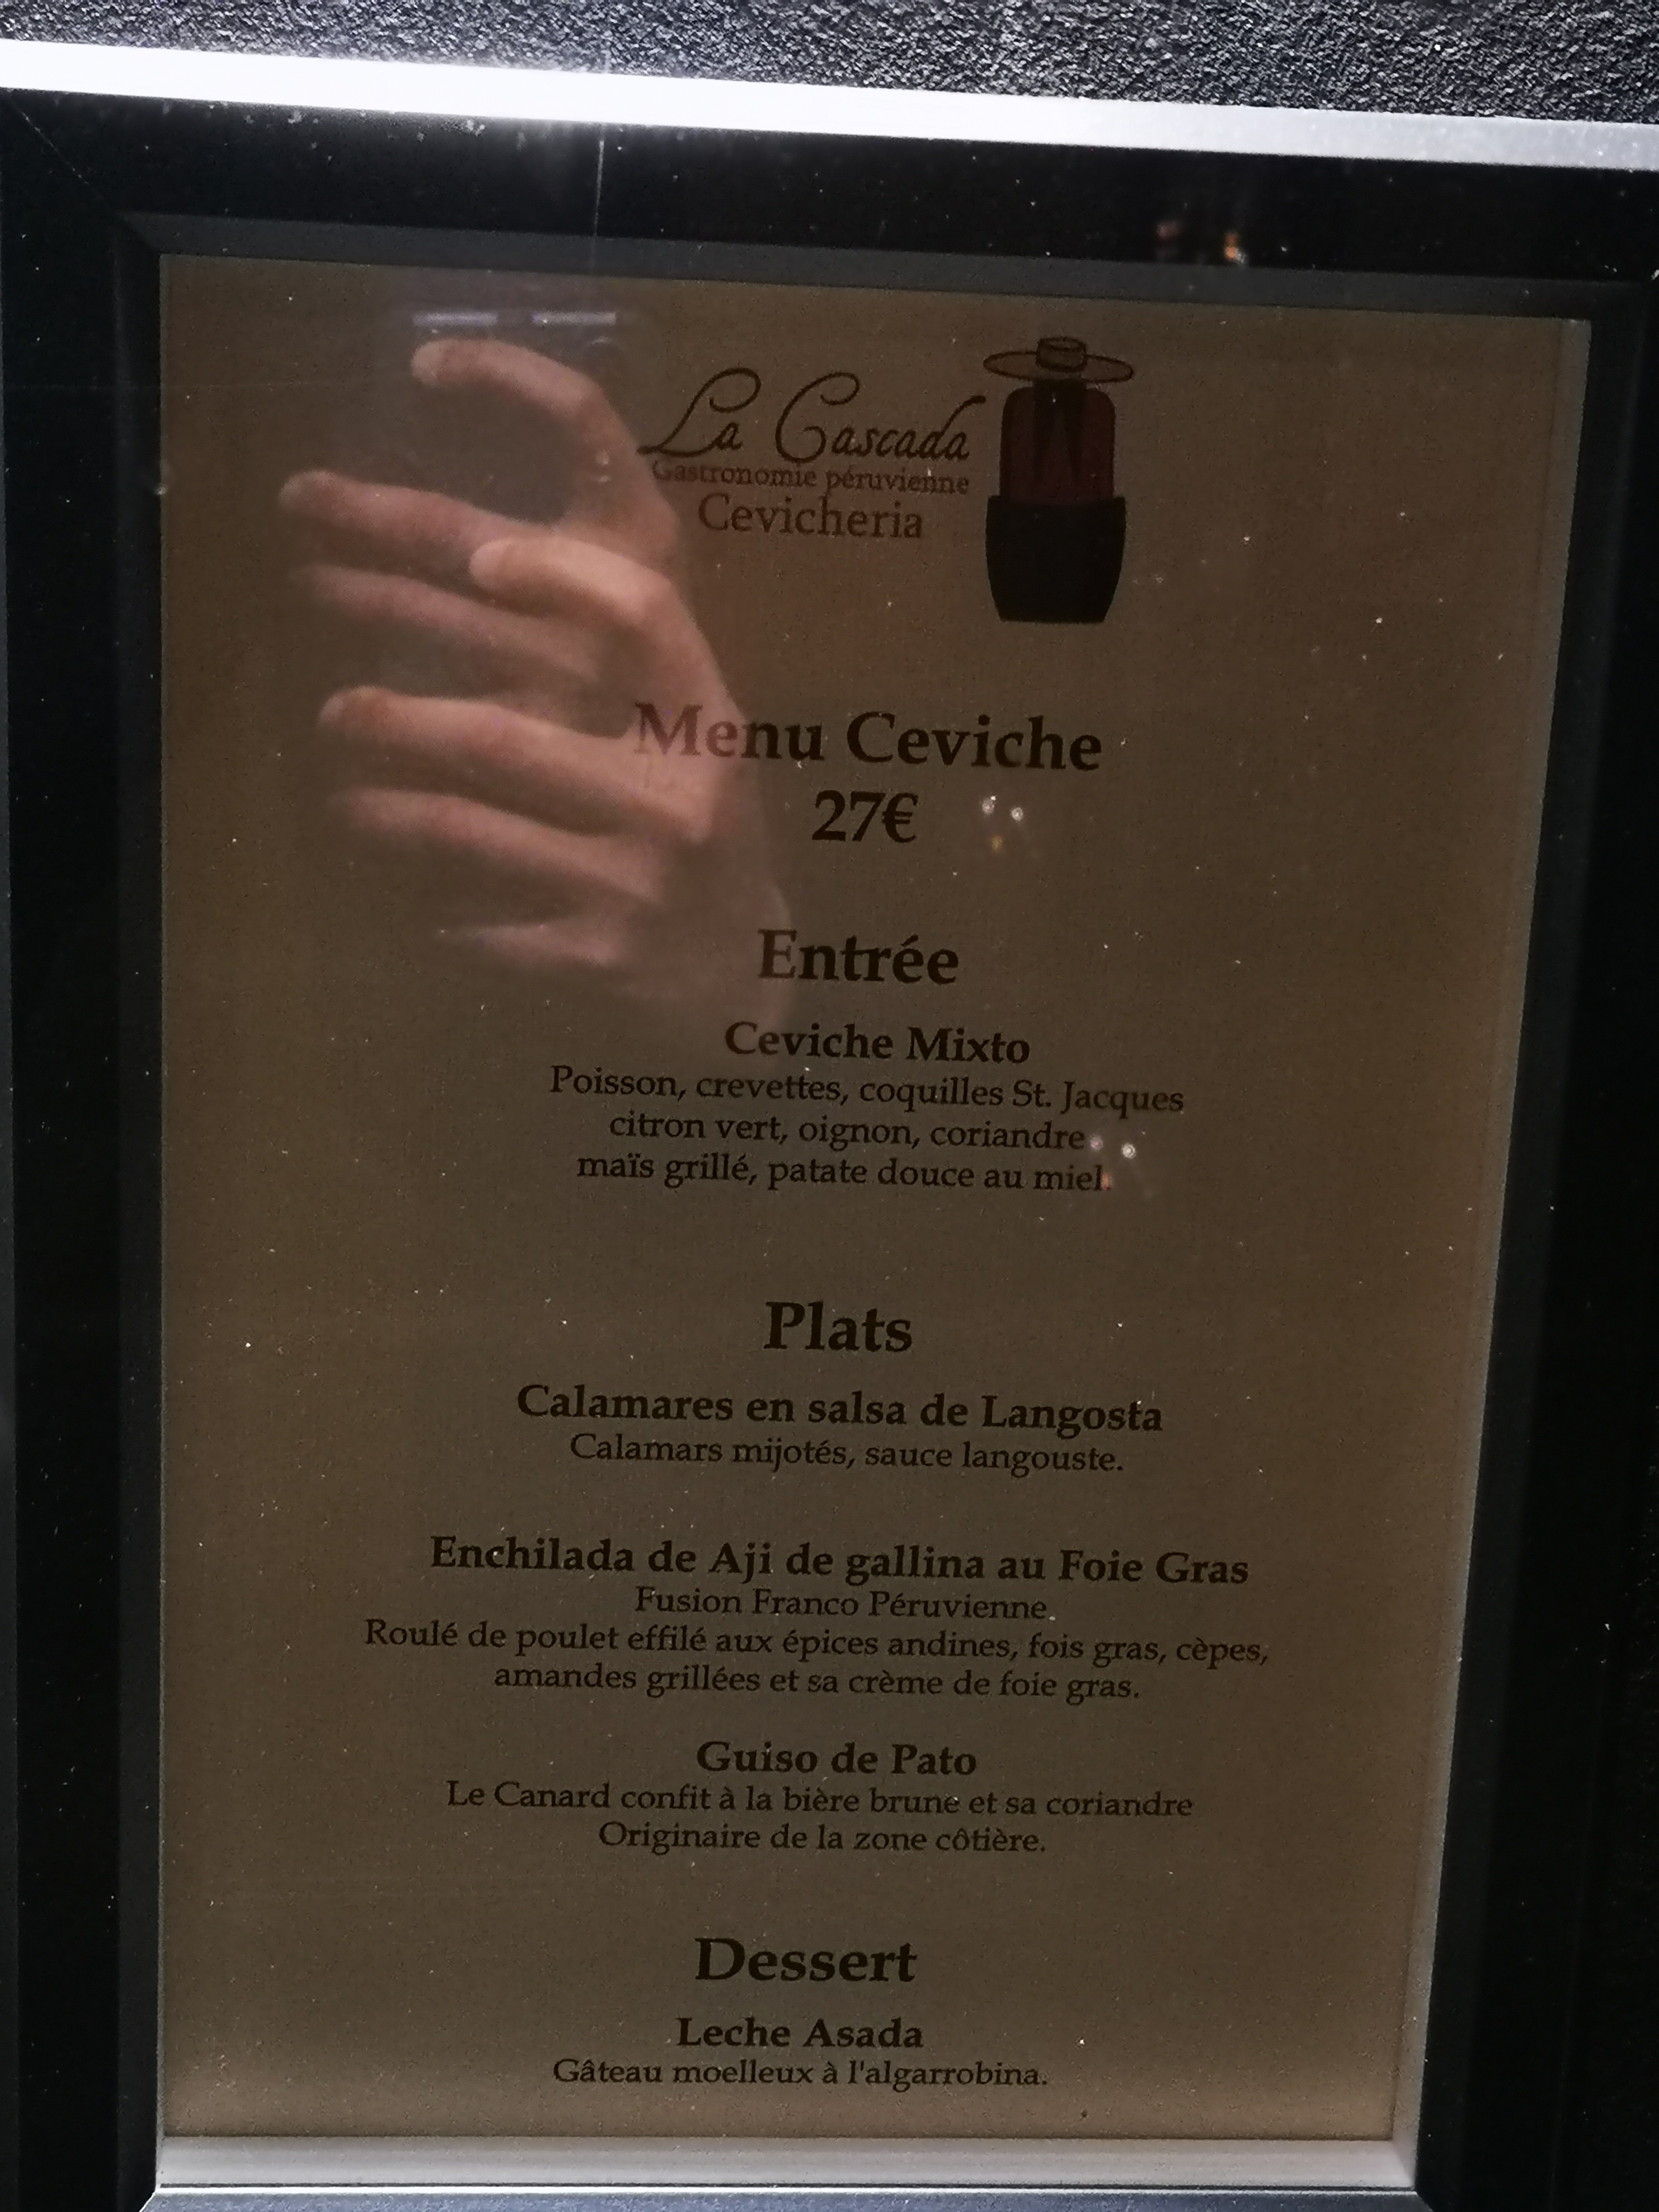 La Cascada
Gastronomie péruvienne
Cevicheria
Menu Ceviche
27€
Entrée
Ceviche Mixto
Poisson, crevettes, coquilles St. Jacques
citron vert, oignon, coriandre
maïs grillé, patate douce au miel.
Plats
Calamares en salsa de Langosta
Calamars mijotés, sauce langouste.
Enchilada de Aji de gallina au Foie Gras
Fusion Franco Péruvienne.
Roulé de poulet effilé aux épices andines, fois gras, cèpes,
amandes grillées et sa crème de foie gras.
Guiso de Pato
Le Canard confit à la bière brune et sa coriandre
Originaire de la zone côtière.
Dessert
Leche Asada
Gâteau moelleux à l'algarrobina.